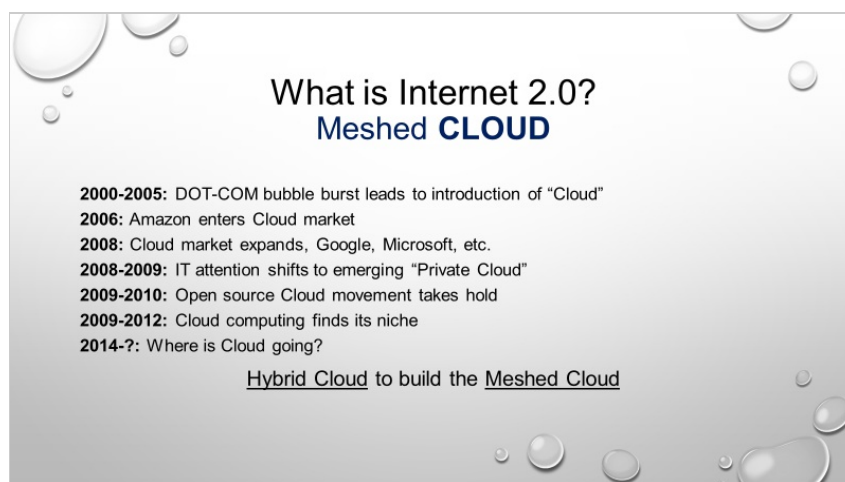 What is Internet 2.0?
Meshed CLOUD
2000-2005: DOT-COM bubble burst leads to introduction of “Cloud”
2006: Amazon enters Cloud market
2008: Cloud market expands, Google, Microsoft, etc.
2008-2009: IT attention shifts to emerging “Private Cloud”
2009-2010: Open source Cloud movement takes hold
2009-2012: Cloud computing finds its niche
2014-?: Where is Cloud going?
Hybrid Cloud to build the Meshed Cloud